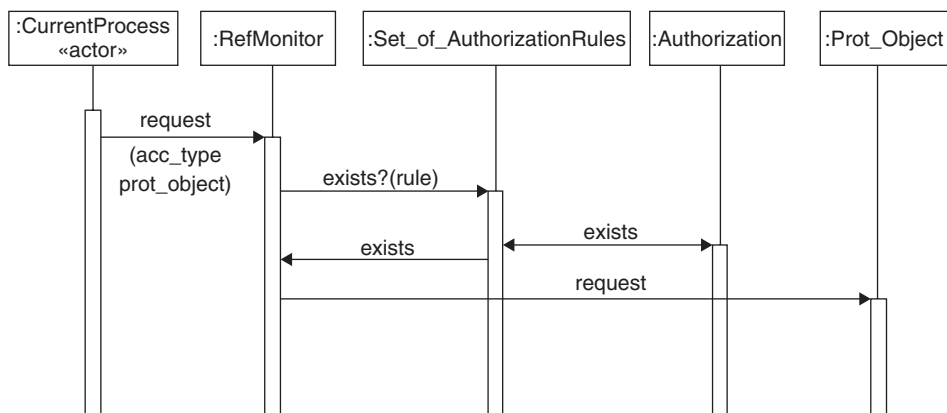 :CurrentProcess
«actor»
:RefMonitor
:Set_of_AuthorizationRules
:Authorization
:Prot_Object
request
(acc_type
prot_object)
exists?(rule)
exists
exists
request